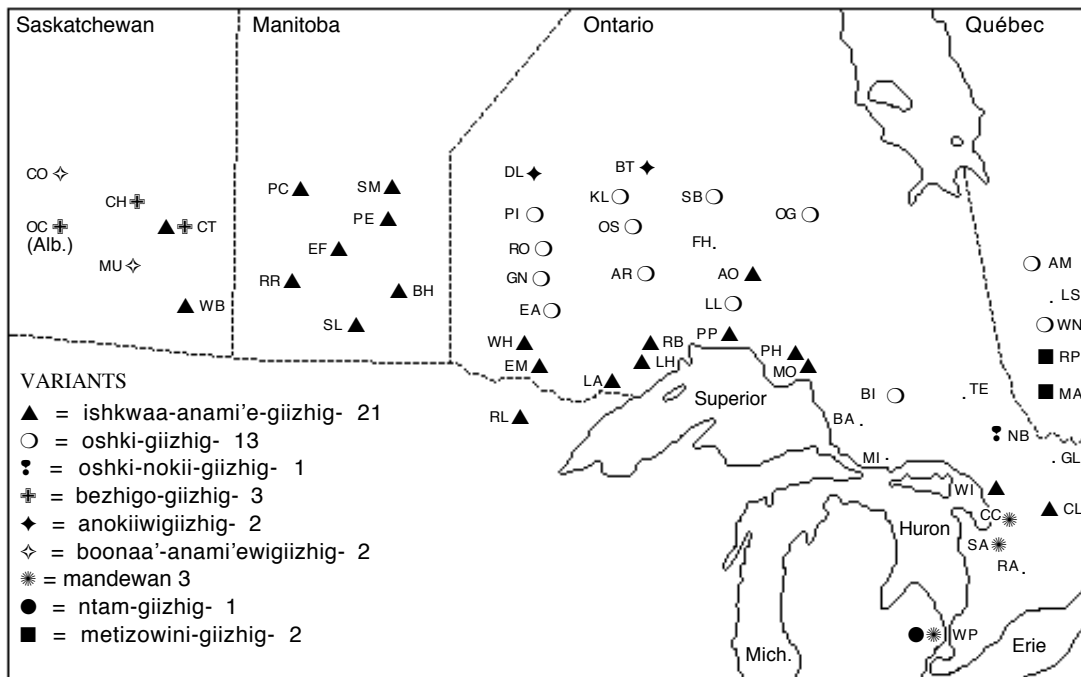 Saskatchewan Manitoba Ontario Québec
CO
DL
BT
PC
SM
CH
KL
SB
OC
(Alb.)
CT
PE
PI
OS
OG
MU
EF
RO
FH
AM
RR
BH
GN
AR
AO
LS
WB
SL
EA
LL
WN
WH
RB
PP
PH
RP
EM
LH
MO
LA
Superior
BI
TE
MA
RL
BA
NB
MI
GL
WI
CL
CC
Huron
SA
RA
WP
Mich.
Erie
VARIANTS
▲ = ishkwaa-anami’e-giizhig- 21
❍ = oshki-giizhig- 13
❣ = oshki-nokii-giizhig- 1
✙ = bezhigo-giizhig- 3
✦ = anokiiwigiizhig- 2
✧ = boonaa’-anami’ewigiizhig- 2
✺ = mandewan 3
● = ntam-giizhig- 1
■ = metizowini-giizhig- 2